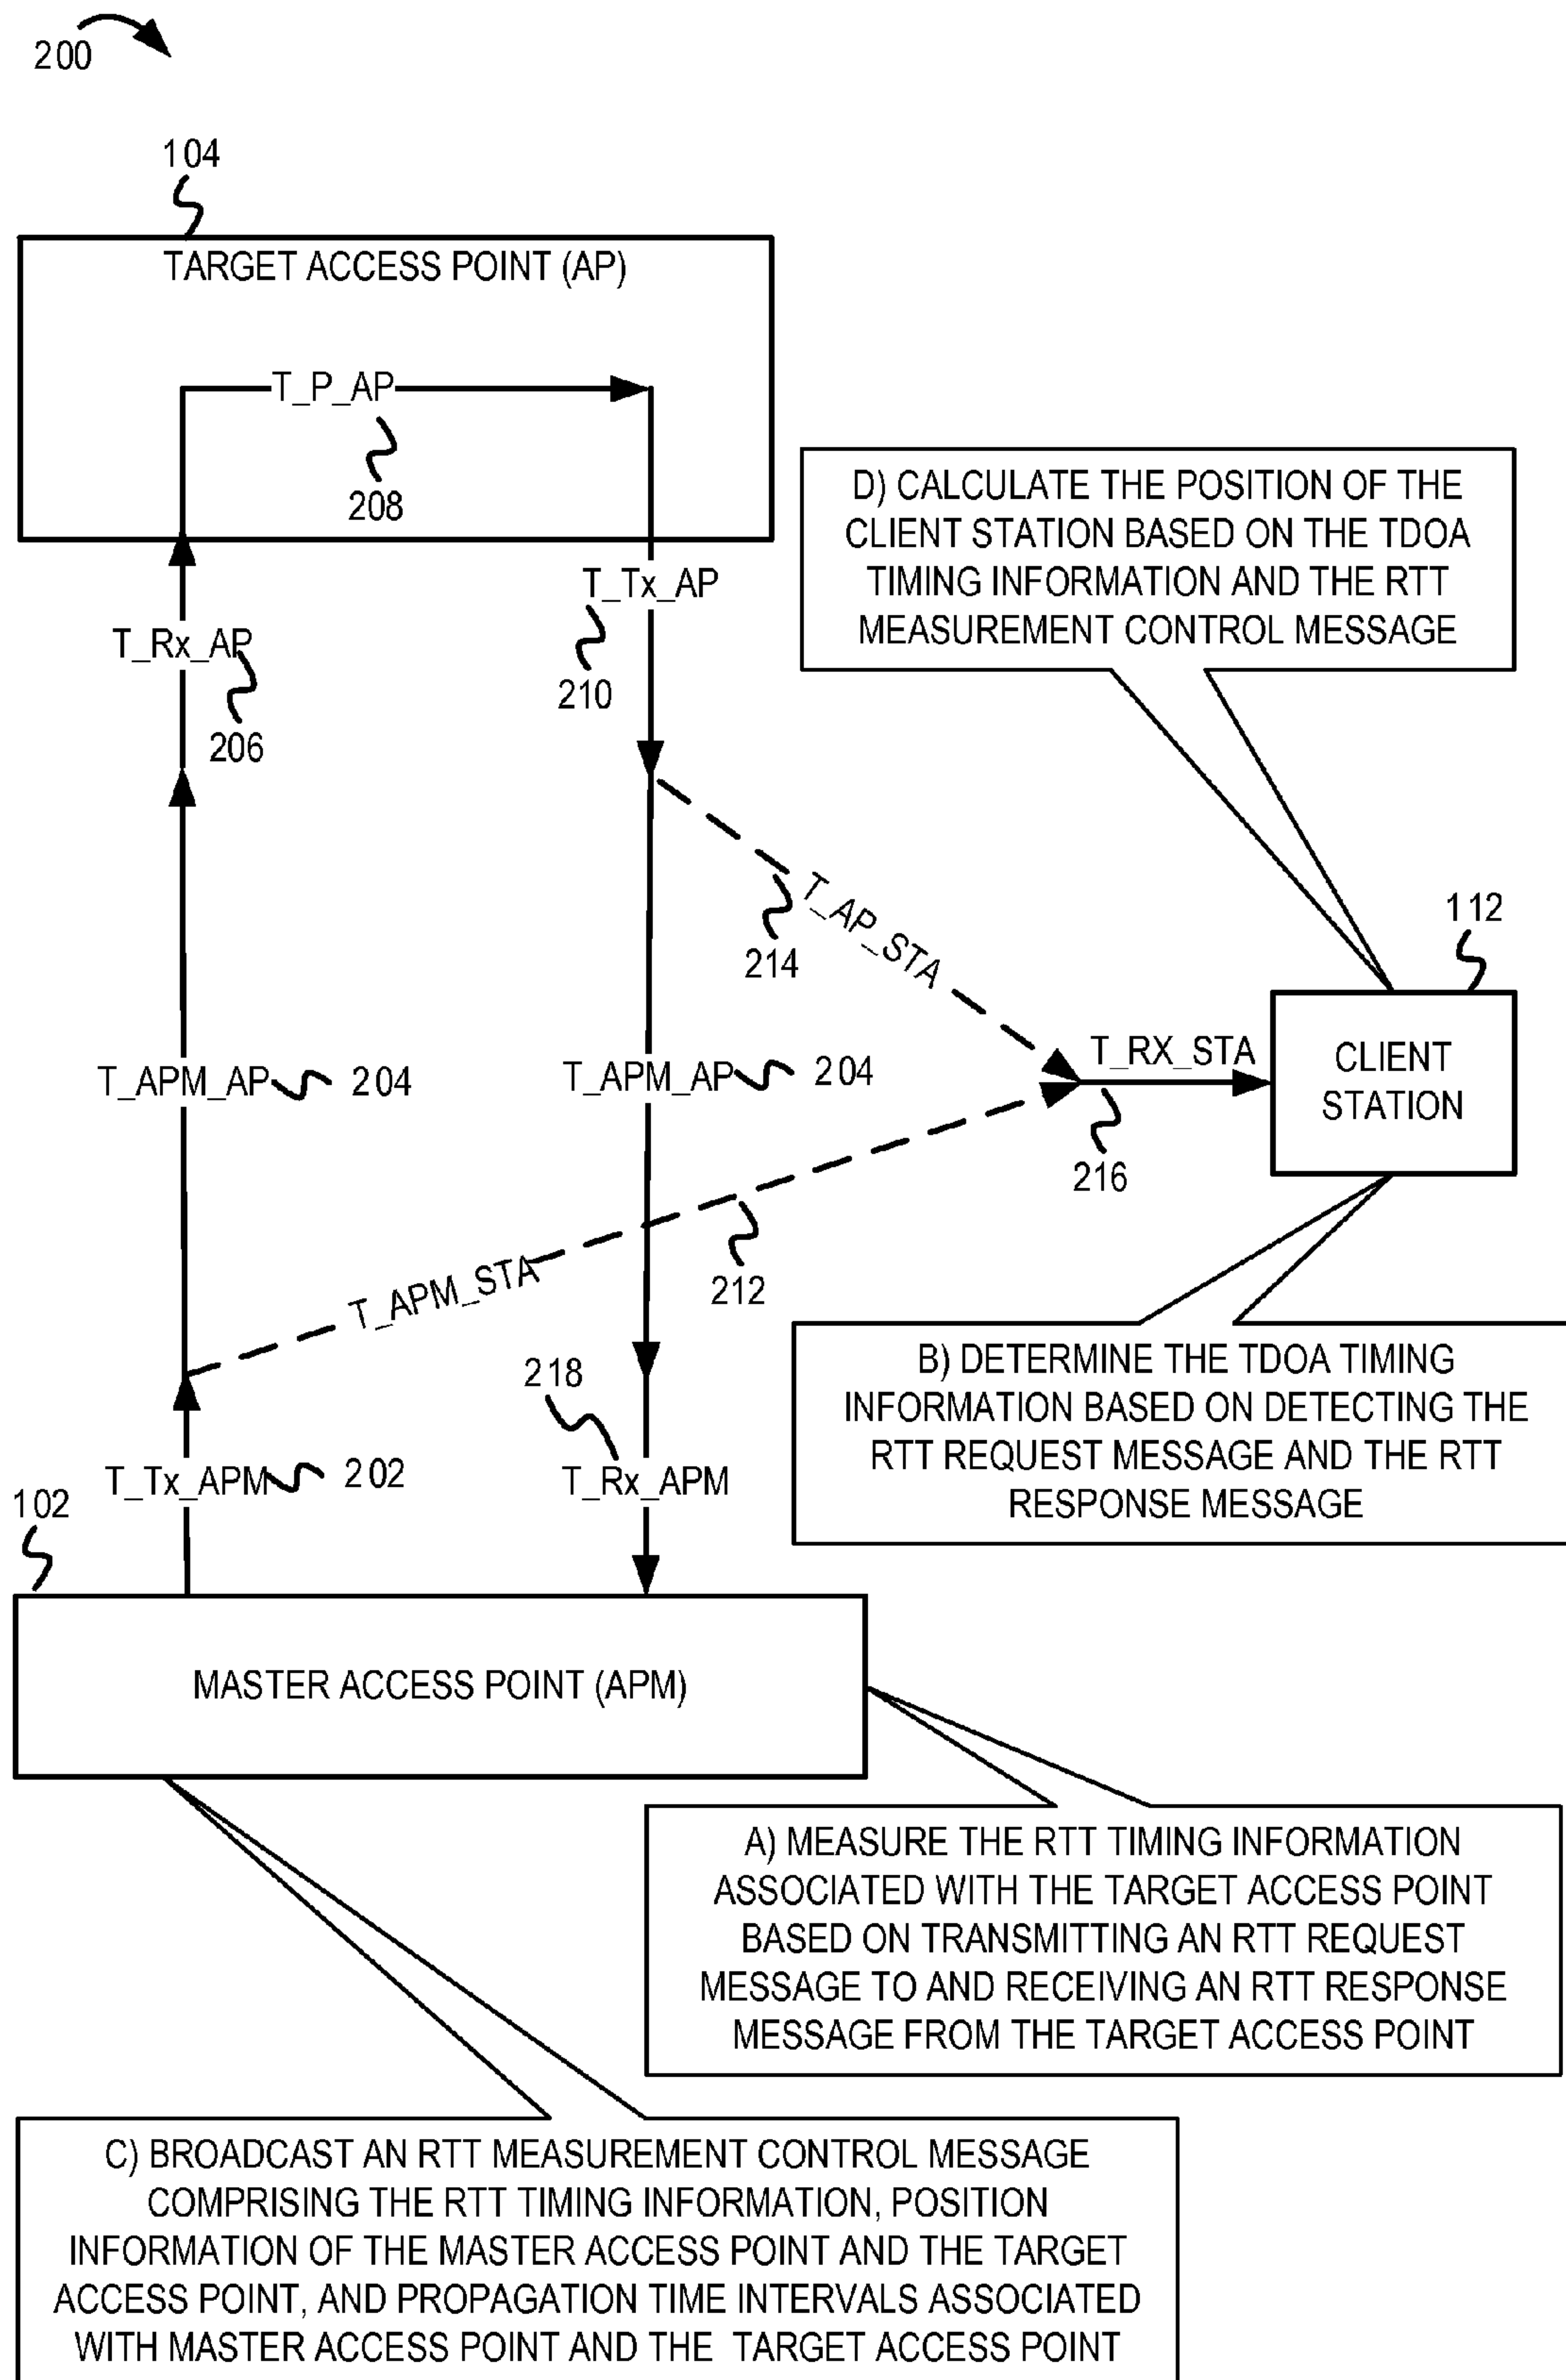 200
104
TARGET ACCESS POINT (AP)
T_P_AP
208
T_Tx_AP
210
T_Rx_AP
206
D) CALCULATE THE POSITION OF THE
CLIENT STATION BASED ON THE TDOA
TIMING INFORMATION AND THE RTT
MEASUREMENT CONTROL MESSAGE
T_AP_STA
214
112
T_RX_STA
216
CLIENT
STATION
T_APM_AP 204
T_APM_AP 204
T_APM_STA
212
B) DETERMINE THE TDOA TIMING
INFORMATION BASED ON DETECTING THE
RTT REQUEST MESSAGE AND THE RTT
RESPONSE MESSAGE
218
T_Tx_APM 202
T_Rx_APM
102
MASTER ACCESS POINT (APM)
A) MEASURE THE RTT TIMING INFORMATION
ASSOCIATED WITH THE TARGET ACCESS POINT
BASED ON TRANSMITTING AN RTT REQUEST
MESSAGE TO AND RECEIVING AN RTT RESPONSE
MESSAGE FROM THE TARGET ACCESS POINT
C) BROADCAST AN RTT MEASUREMENT CONTROL MESSAGE
COMPRISING THE RTT TIMING INFORMATION, POSITION
INFORMATION OF THE MASTER ACCESS POINT AND THE TARGET
ACCESS POINT, AND PROPAGATION TIME INTERVALS ASSOCIATED
WITH MASTER ACCESS POINT AND THE TARGET ACCESS POINT